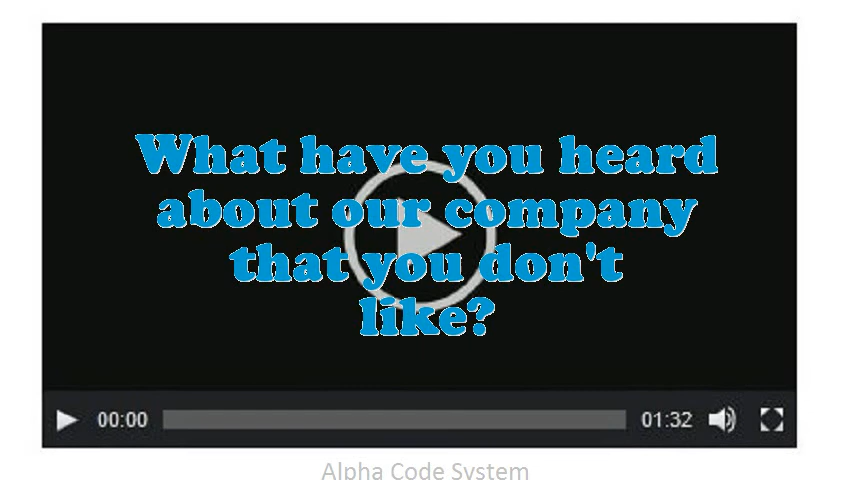 What have you heard
about our company
that you don't
like?
00:00
01:32
Alpha Code System